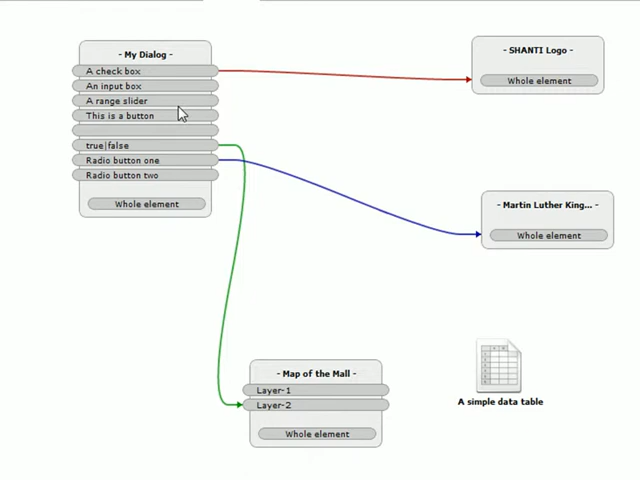 - My Dialog -
A check box
An input box
A range slider
This is a button
true|false
Radio button one
Radio button two
Whole element
- SHANTI Logo -
Whole element
- Martin Luther King... -
Whole element
- Map of the Mall -
Layer-1
Layer-2
Whole element
A simple data table